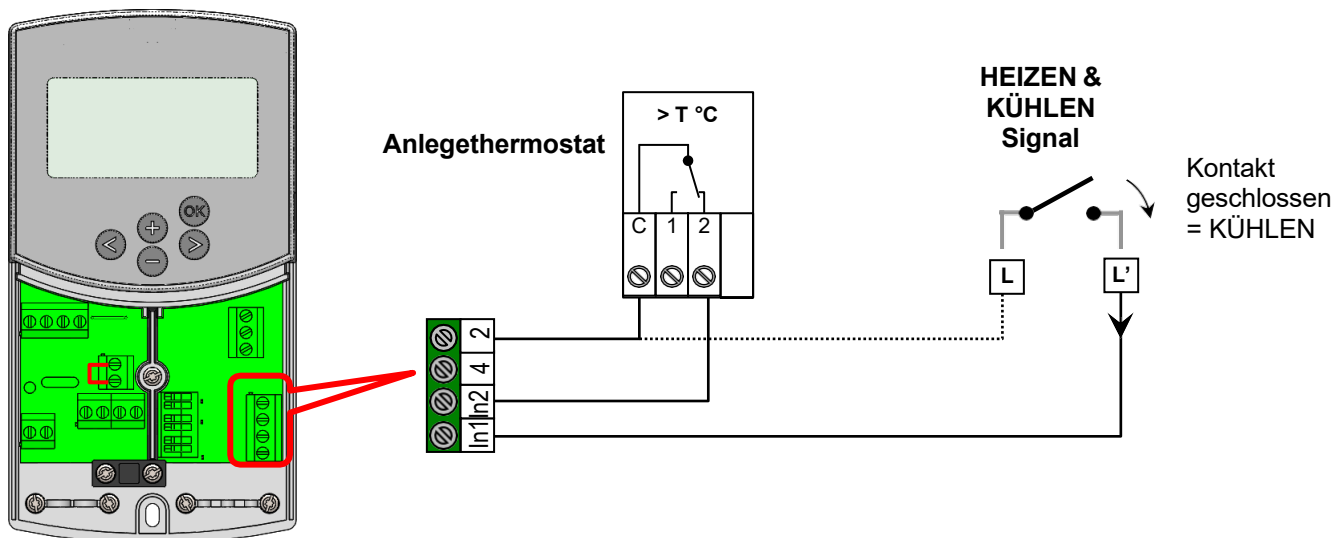 OK
+
<
>
−
Anlegethermostat
> T °C
C 1 2
2
4
In2
In1
HEIZEN &
KÜHLEN
Signal
L
L’
Kontakt
geschlossen
= KÜHLEN